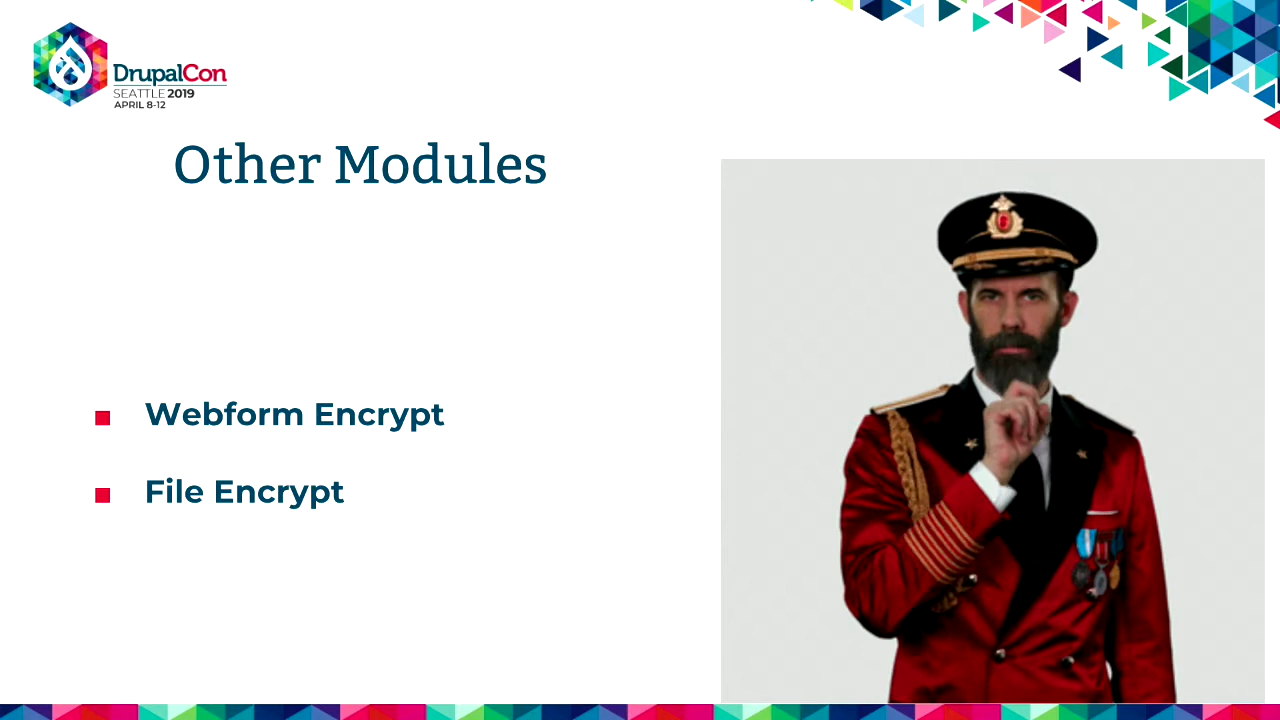 DrupalCon
SEATTLE 2019
APRIL 8-12
Other Modules
Webform Encrypt
File Encrypt